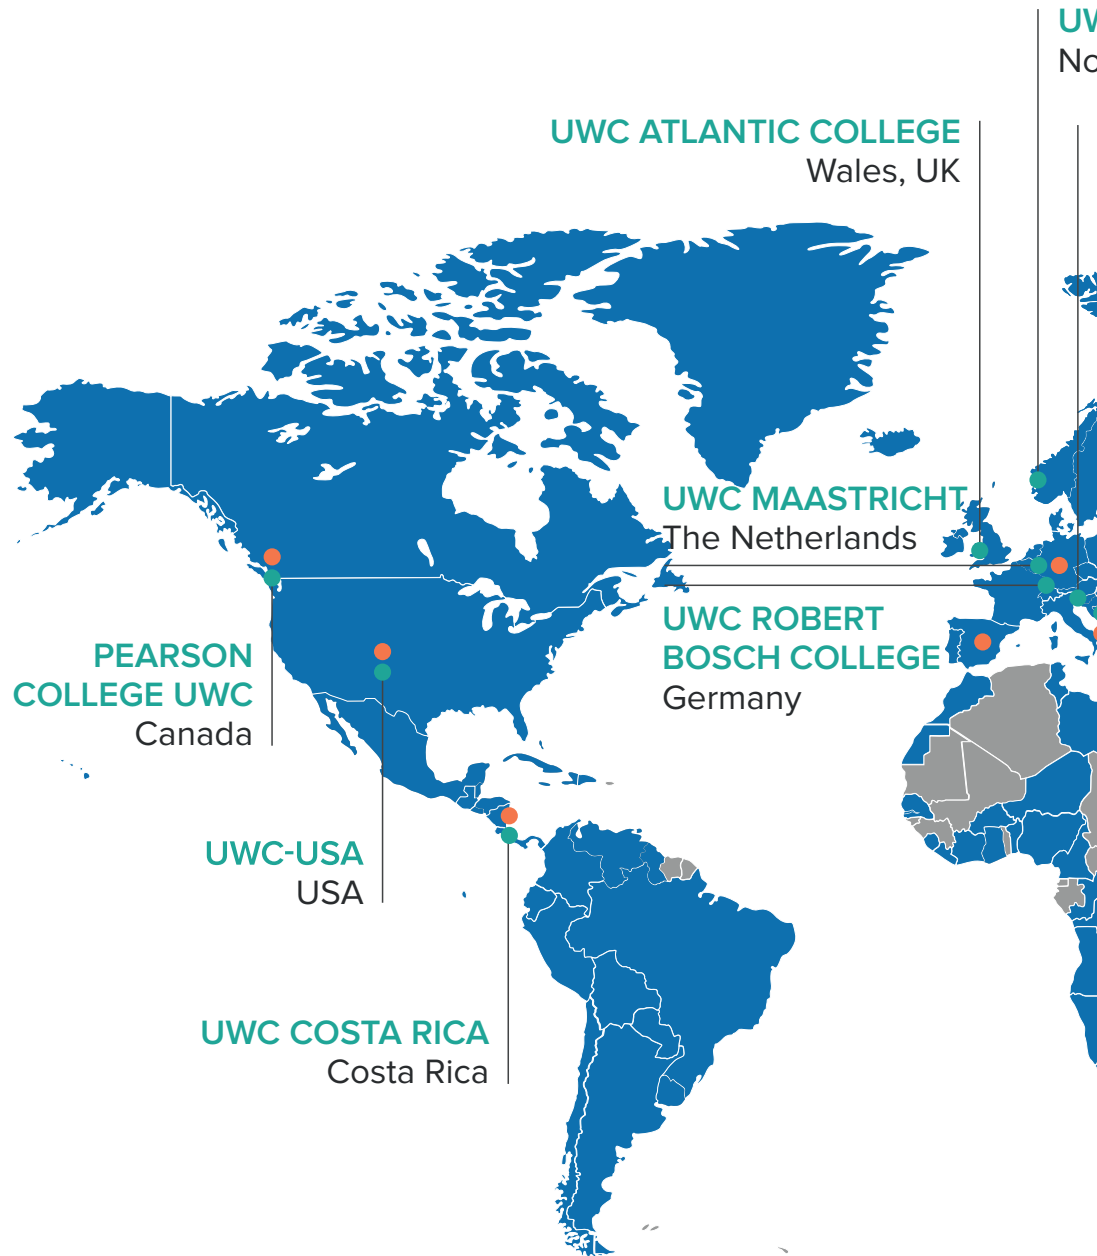 UWC ATLANTIC COLLEGE
Wales, UK
UWC MAASTRICHT
The Netherlands
UWC ROBERT
BOSCH COLLEGE
Germany
PEARSON
COLLEGE UWC
Canada
UWC-USA
USA
UWC COSTA RICA
Costa Rica